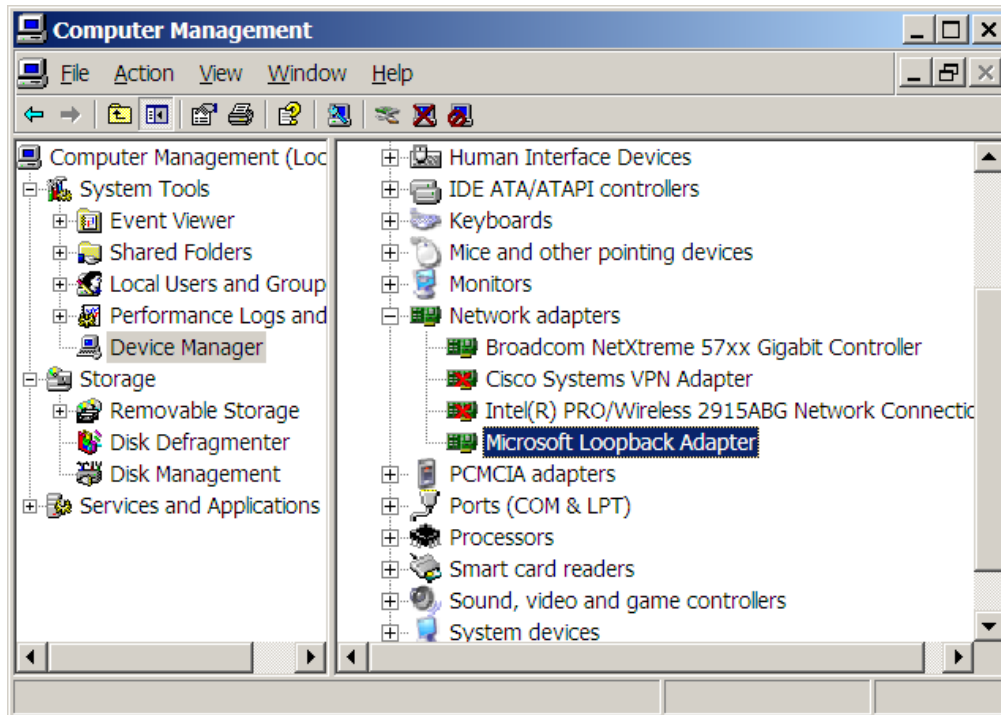 Computer Management
File Action View Window Help
Computer Management (Loc
System Tools
Event Viewer
Shared Folders
Local Users and Group
Performance Logs and
Device Manager
Storage
Removable Storage
Disk Defragmenter
Disk Management
Services and Applications
Human Interface Devices
IDE ATA/ATAPI controllers
Keyboards
Mice and other pointing devices
Monitors
Network adapters
Broadcom NetXtreme 57xx Gigabit Controller
Cisco Systems VPN Adapter
Intel(R) PRO/Wireless 2915ABG Network Connectic
Microsoft Loopback Adapter
PCMCIA adapters
Ports (COM & LPT)
Processors
Smart card readers
Sound, video and game controllers
System devices